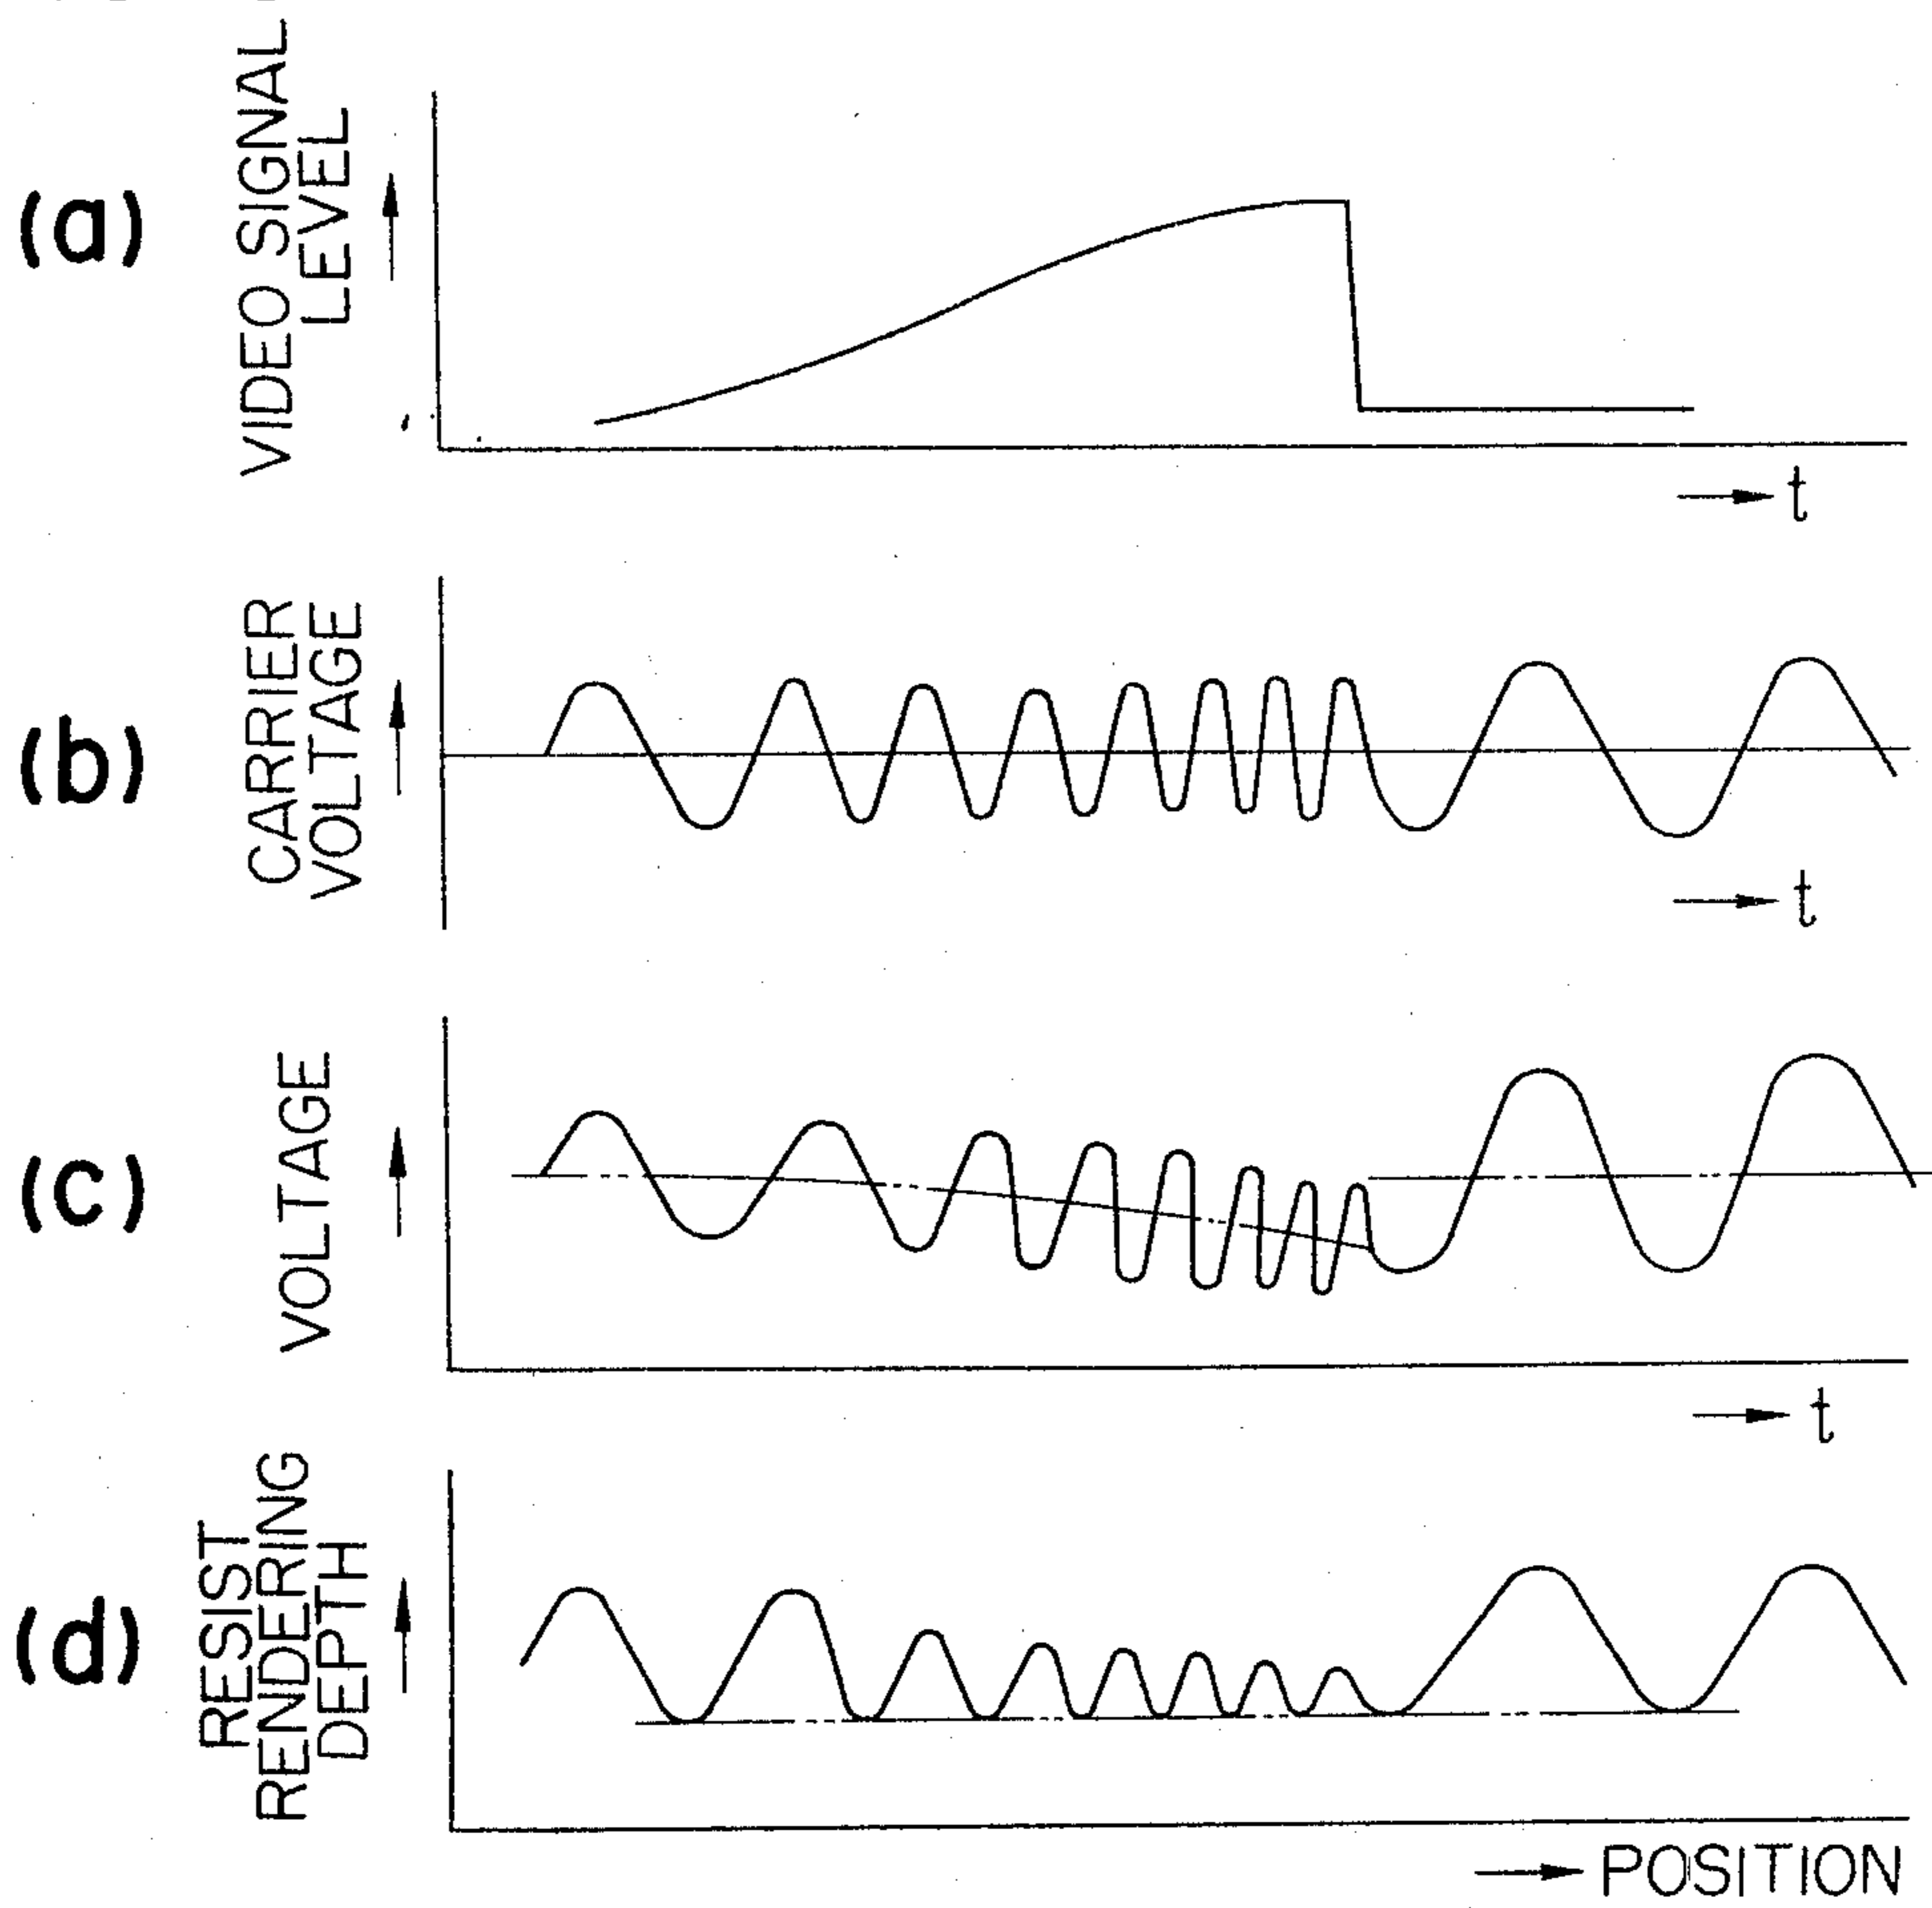 (a)
VIDEO SIGNAL
LEVEL
t
(b)
CARRIER
VOLTAGE
t
(c)
VOLTAGE
t
(d)
RESIST
RENDERING
DEPTH
POSITION